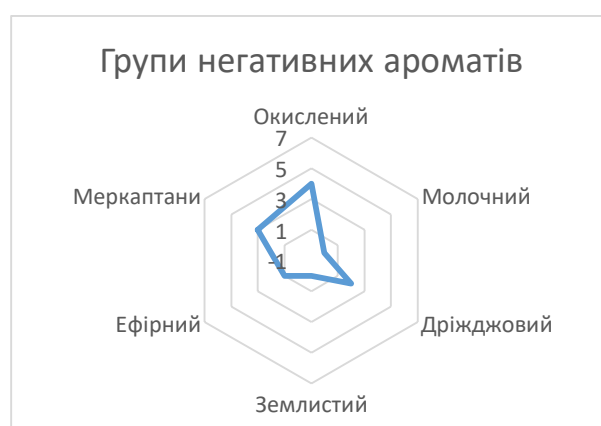 Групи негативних ароматів
Окислений
7
5
3
1
-1
Меркаптани
Молочний
Ефірний
Дріжджовий
Землистий